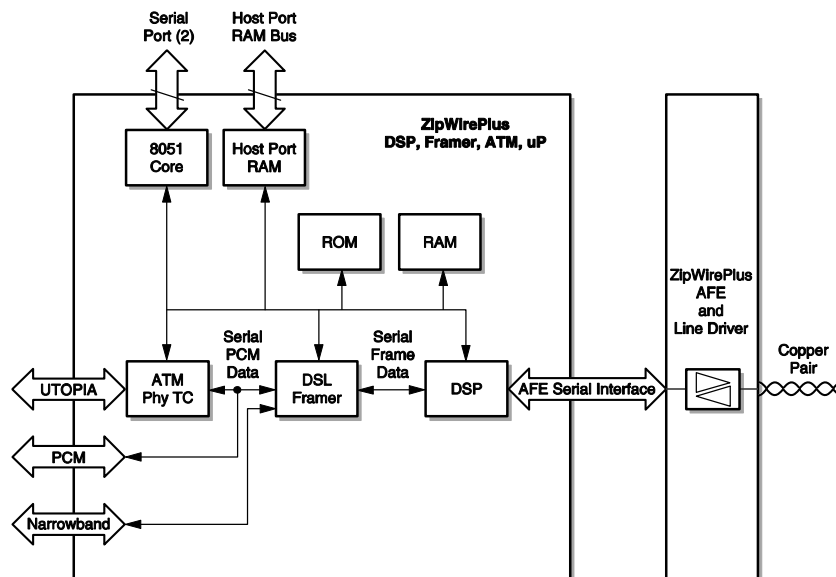 Serial
Port (2)
Host Port
RAM Bus
ZipWirePlus
DSP, Framer, ATM, uP
8051
Core
Host Port
RAM
ROM
RAM
ZipWirePlus
AFE
and
Line Driver
Serial
PCM
Data
Serial
Frame
Data
Copper
Pair
UTOPIA
ATM
Phy TC
DSL
Framer
DSP
AFE Serial Interface
PCM
Narrowband